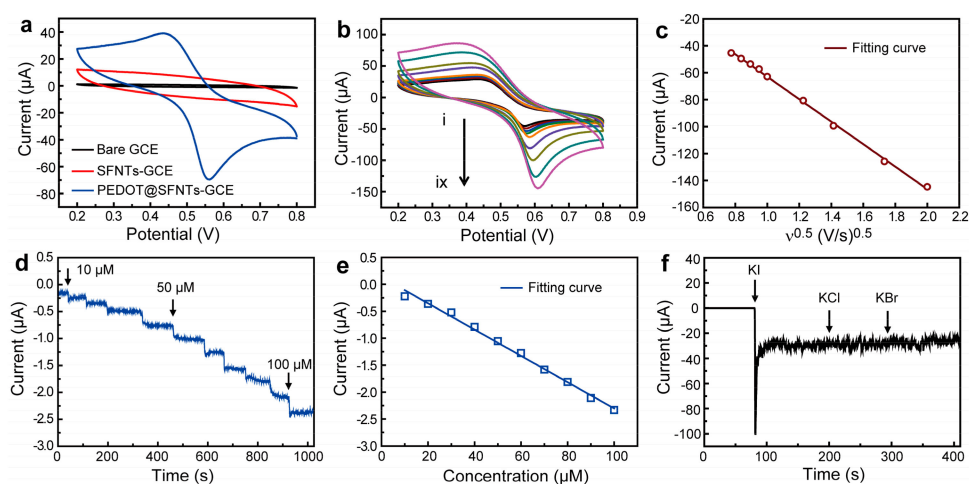 a
40
20
0
-20
-40
-60
-80
Current (µA)
Bare GCE
SFNTs-GCE
PEDOT@SFNTs-GCE
0.2 0.3 0.4 0.5 0.6 0.7 0.8
Potential (V)
b
100
75
50
25
0
-25
-50
-75
-100
-125
-150
Current (µA)
i
ix
0.2 0.3 0.4 0.5 0.6 0.7 0.8
Potential (V)
c
-20
-40
-60
-80
-100
-120
-140
-160
Current (µA)
Fitting curve
0.6 0.8 1.0 1.2 1.4 1.6 1.8 2.0
ν0.5 (V/s)0.5
d
0.5
0.0
-0.5
-1.0
-1.5
-2.0
-2.5
-3.0
Current (µA)
10 µM
50 µM
100 µM
0 200 400 600 800 1000
Time (s)
e
0.5
0.0
-0.5
-1.0
-1.5
-2.0
-2.5
-3.0
Current (µA)
Fitting curve
0 20 40 60 80 100
Concentration (µM)
f
40
20
0
-20
-40
-60
-80
-100
Current (µA)
KI
KCl
KBr
0 100 200 300 400
Time (s)